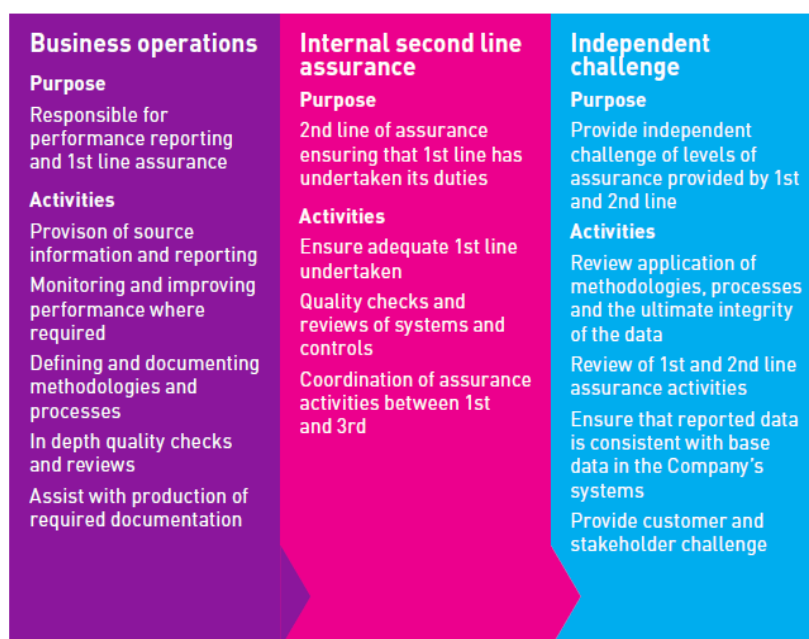 Business operations
Purpose
Responsible for
performance reporting
and 1st line assurance
Activities
Provison of source
information and reporting
Monitoring and improving
performance where
required
Defining and documenting
methodologies and
processes
In depth quality checks
and reviews
Assist with production of
required documentation
Internal second line
assurance
Purpose
2nd line of assurance
ensuring that 1st line has
undertaken its duties
Activities
Ensure adequate 1st line
undertaken
Quality checks and
reviews of systems and
controls
Coordination of assurance
activities between 1st
and 3rd
Independent
challenge
Purpose
Provide independent
challenge of levels of
assurance provided by 1st
and 2nd line
Activities
Review application of
methodologies, processes
and the ultimate integrity
of the data
Review of 1st and 2nd line
assurance activities
Ensure that reported data
is consistent with base
data in the Company's
systems
Provide customer and
stakeholder challenge